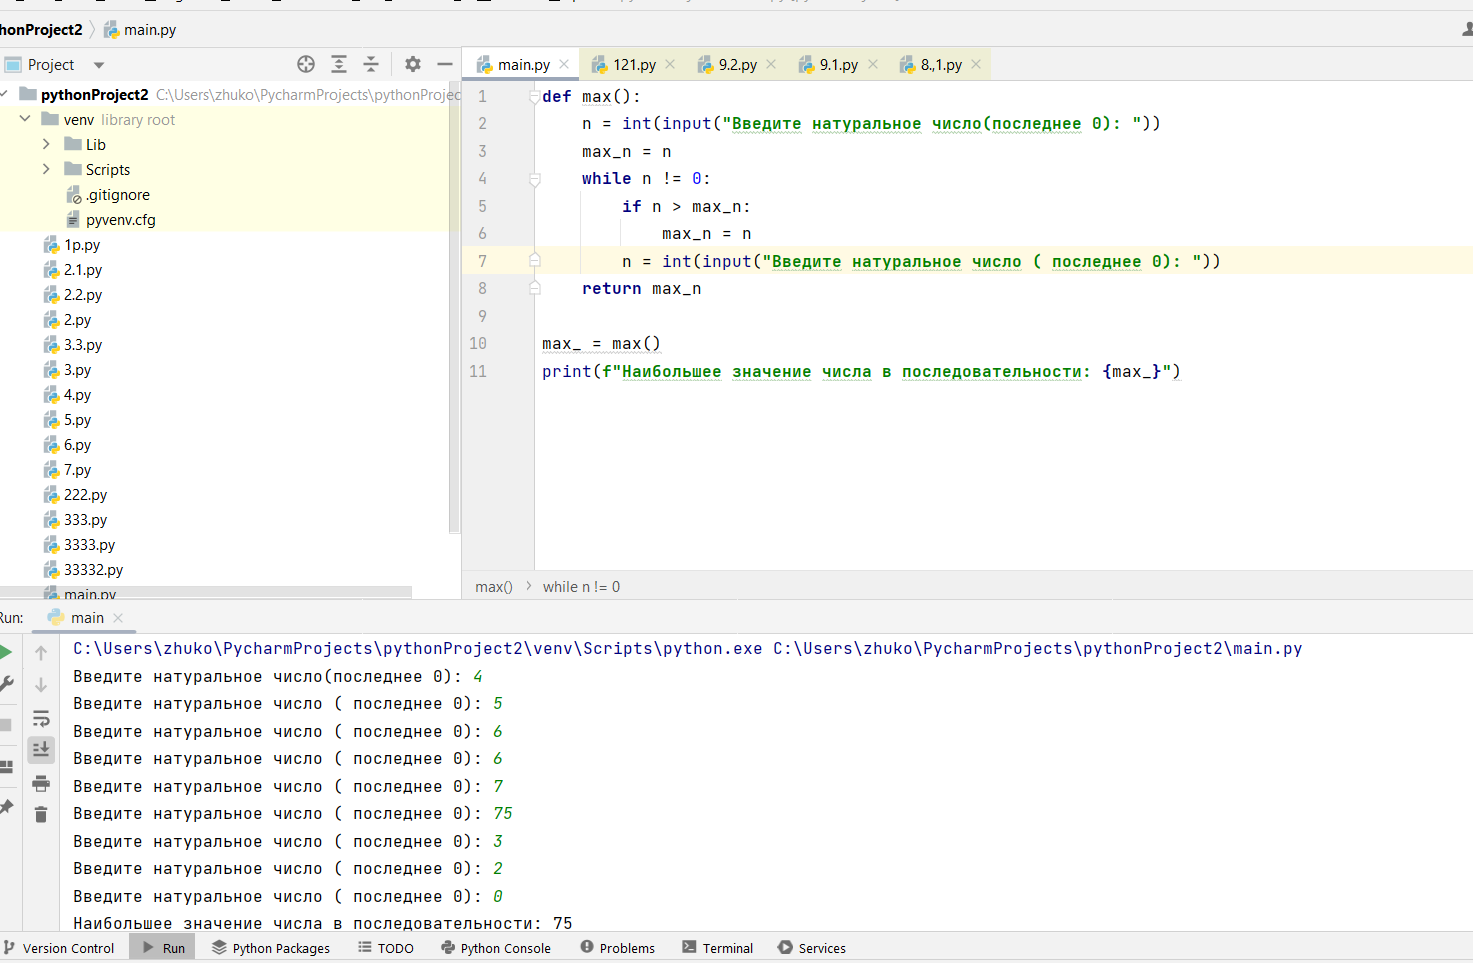 thonProject2 main.py
Project
main.py 121.py 9.2.py 9.1.py 8.,1.py
pythonProject2 C:\Users\zhuko\PycharmProjects\pythonProjec
venv library root
Lib
Scripts
.gitignore
pyvenv.cfg
1p.py
2.1.py
2.2.py
2.py
3.3.py
3.py
4.py
5.py
6.py
7.py
222.py
333.py
3333.py
33332.py
main.py
1 def max():
2 n = int(input("Введите натуральное число(последнее 0): "))
3 max_n = n
4 while n != 0:
5 if n > max_n:
6 max_n = n
7 n = int(input("Введите натуральное число ( последнее 0): "))
8 return max_n
9
10 max_ = max()
11 print(f"Наибольшее значение числа в последовательности: {max_}")
max() while n != 0
Run: main
C:\Users\zhuko\PycharmProjects\pythonProject2\venv\Scripts\python.exe C:\Users\zhuko\PycharmProjects\pythonProject2\main.py
Введите натуральное число(последнее 0): 4
Введите натуральное число ( последнее 0): 5
Введите натуральное число ( последнее 0): 6
Введите натуральное число ( последнее 0): 6
Введите натуральное число ( последнее 0): 7
Введите натуральное число ( последнее 0): 75
Введите натуральное число ( последнее 0): 3
Введите натуральное число ( последнее 0): 2
Введите натуральное число ( последнее 0): 0
Наибольшее значение числа в последовательности: 75
Version Control Run Python Packages TODO Python Console Problems Terminal Services